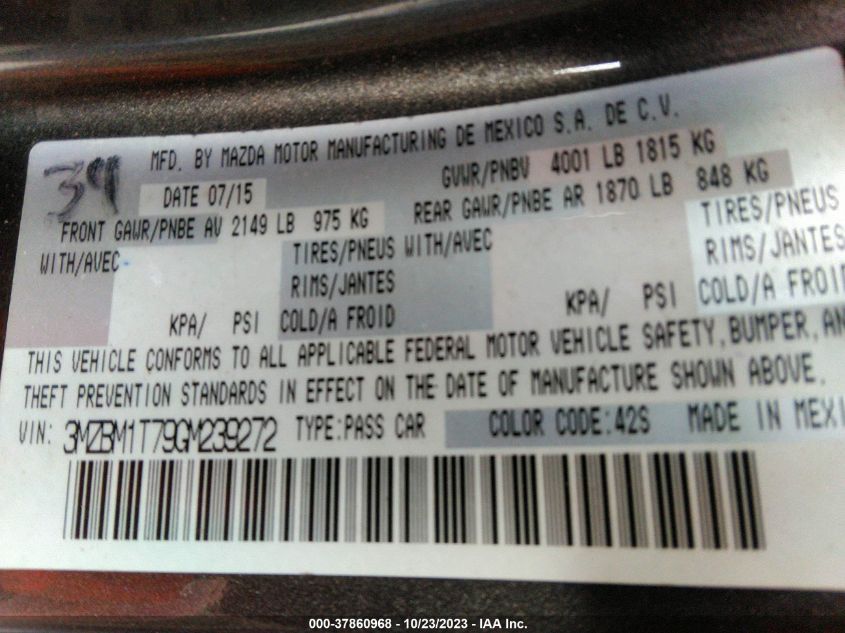 34
MFD. BY MAZDA MOTOR MANUFACTURING DE MEXICO S.A. DE C.V.
DATE 07/15 GVWR/PNBV 4001 LB 1815 KG
FRONT GAWR/PNBE AV 2149 LB 975 KG REAR GAWR/PNBE AR 1870 LB 848 KG
WITH/AVEC TIRES/PNEUS WITH/AVEC TIRES/PNEUS
RIMS/JANTES RIMS/JANTES
KPA/ PSI COLD/A FROID KPA/ PSI COLD/A FROID
THIS VEHICLE CONFORMS TO ALL APPLICABLE FEDERAL MOTOR VEHICLE SAFETY, BUMPER, AN
THEFT PREVENTION STANDARDS IN EFFECT ON THE DATE OF MANUFACTURE SHOWN ABOVE.
VIN: 3MZBM1T79GM239272 TYPE:PASS CAR COLOR CODE:42S MADE IN MEXI
000-37860968 - 10/23/2023 - IAA Inc.